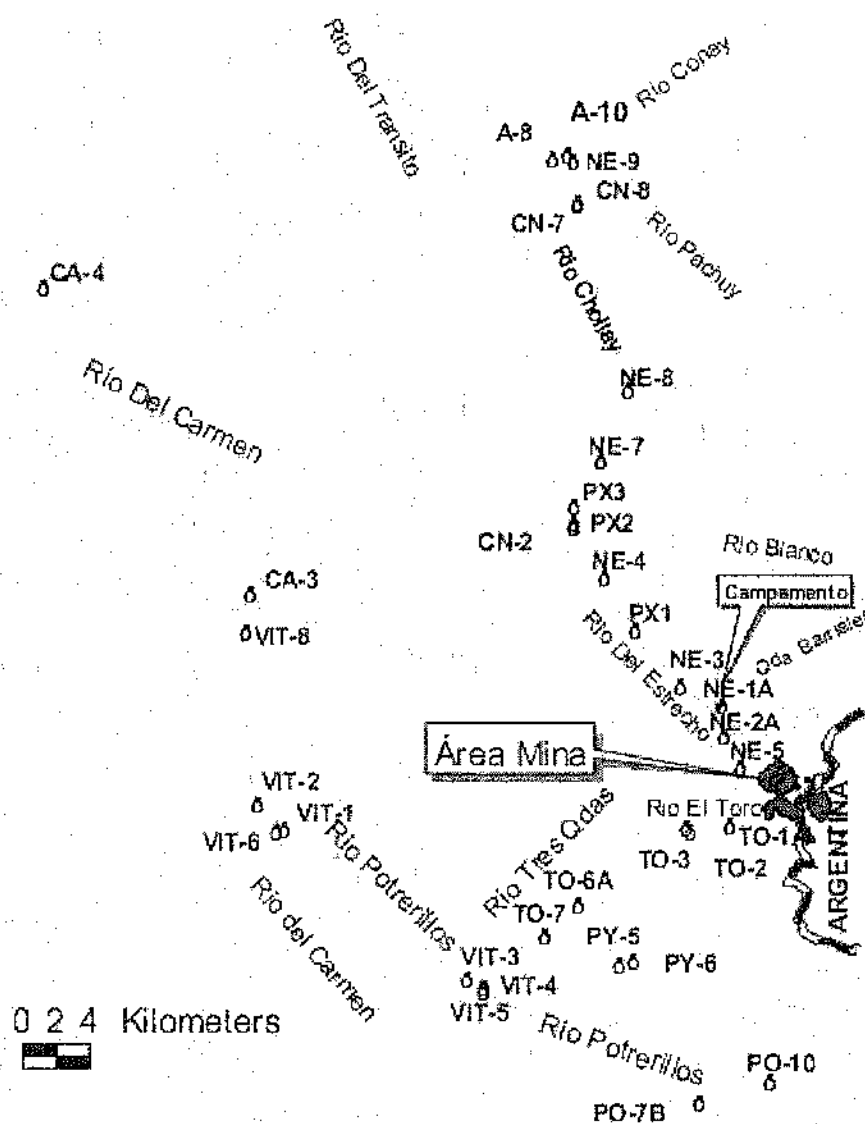 Río Del Transito
Río Conay
A-10
A-8
NE-9
CN-8
CN-7
Río Pachuy
Río Chollay
CA-4
Río Del Carmen
NE-8
NE-7
PX3
PX2
CN-2
Río Blanco
NE-4
Campamento
CA-3
PX1
VIT-8
Río Del Estrecho
Qda Barriales
NE-3
NE-1A
NE-2A
Área Mina
NE-5
VIT-2
VIT-1
VIT-6
Río Potrerillos
Río Tres Qdas
Río El Toro
TO-1A
TO-3
TO-2
ARGENTINA
TO-6A
TO-7
Río del Carmen
PY-5
PY-6
VIT-3
VIT-4
VIT-5
0 2 4 Kilometers
Río Potrerillos
PO-10
PO-7B